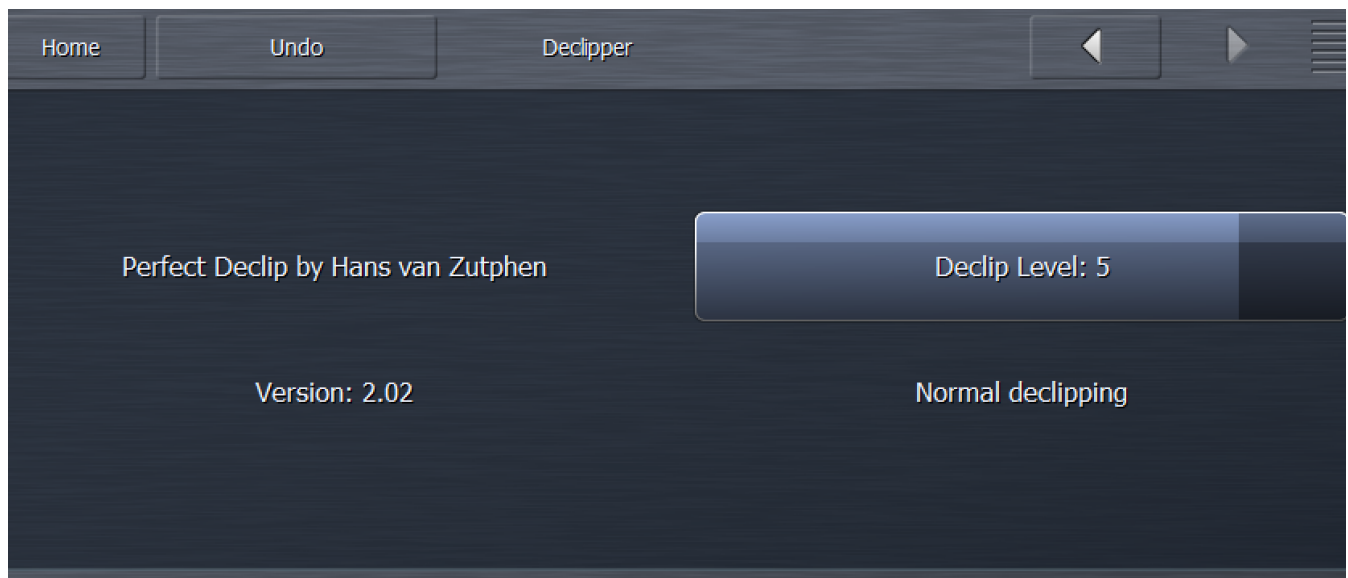 Home
Undo
Declipper
Perfect Declip by Hans van Zutphen
Declip Level: 5
Version: 2.02
Normal declipping